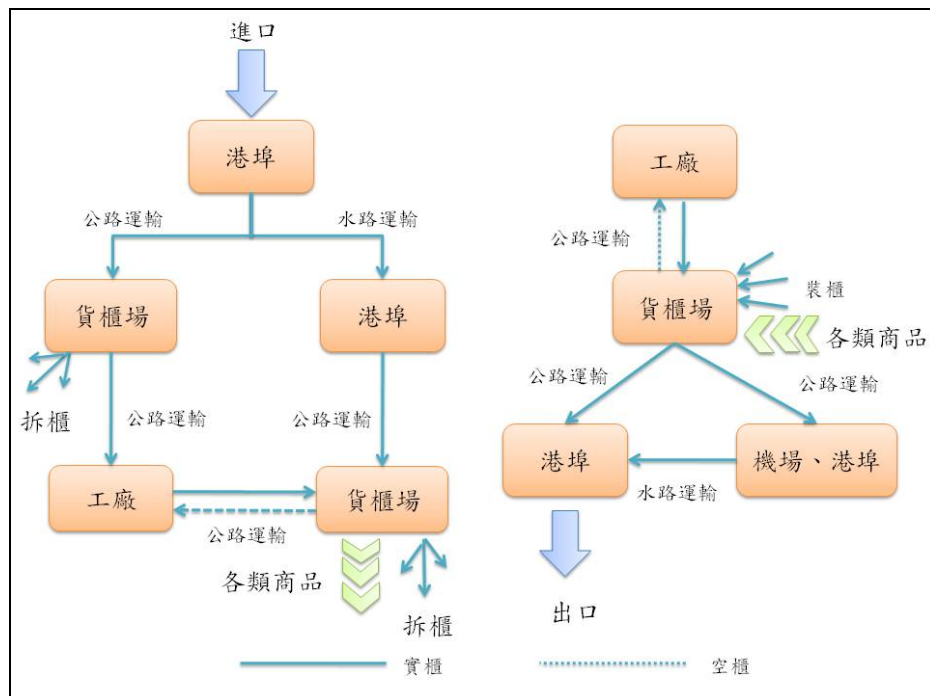 進口
港埠
公路運輸
水路運輸
貨櫃場
港埠
拆櫃
公路運輸
公路運輸
工廠
貨櫃場
公路運輸
各類商品
拆櫃
工廠
公路運輸
貨櫃場
裝櫃
各類商品
公路運輸
公路運輸
港埠
機場、港埠
水路運輸
出口
實櫃
空櫃